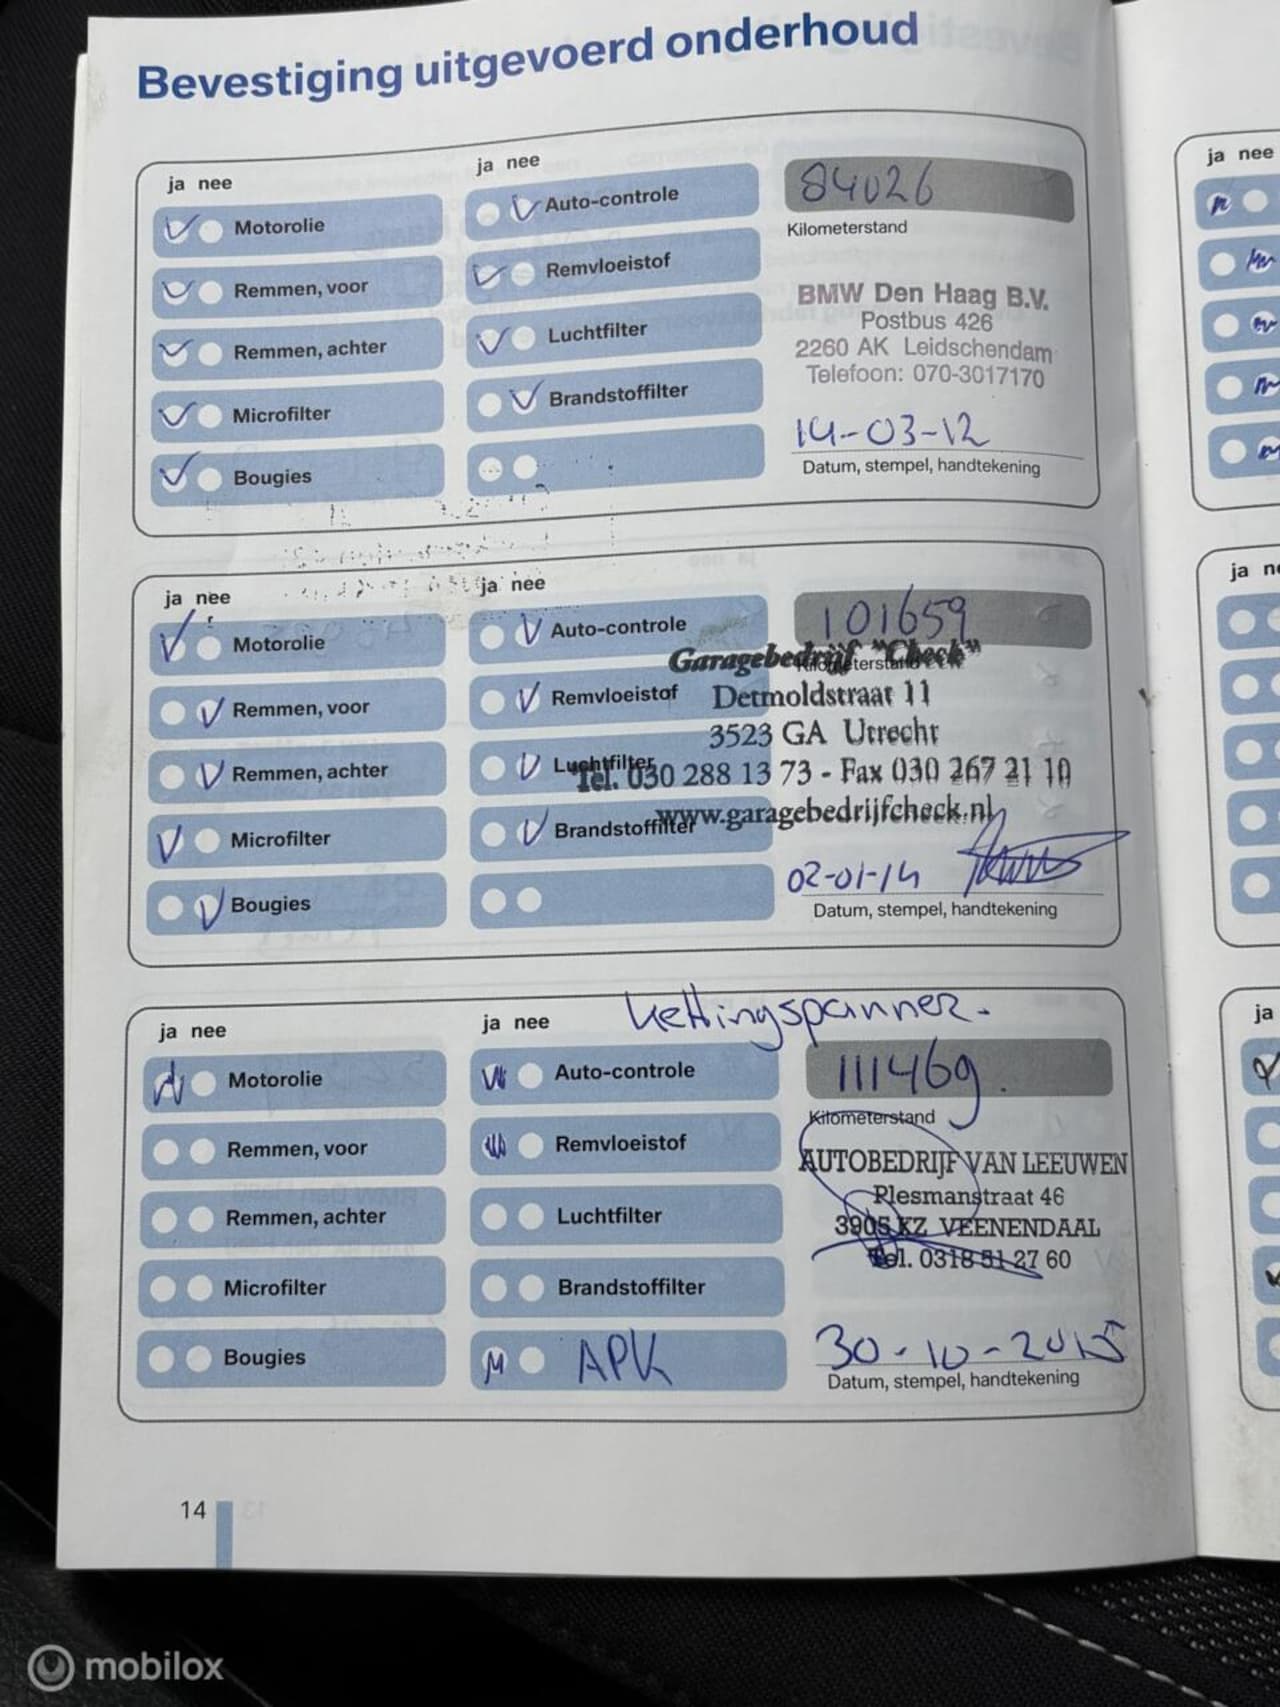 Bevestiging uitgevoerd onderhoud
ja nee
Motorolie
Remmen, voor
Remmen, achter
Microfilter
Bougies
ja nee
Auto-controle
Remvloeistof
Luchtfilter
Brandstoffilter
84026
Kilometerstand
BMW Den Haag B.V.
Postbus 426
2260 AK Leidschendam
Telefoon: 070-3017170
14-03-12
Datum, stempel, handtekening
ja nee
Motorolie
Remmen, voor
Remmen, achter
Microfilter
Bougies
ja nee
Auto-controle
Remvloeistof
Luchtfilter
Brandstoffilter
101659
Kilometerstand
Garagebedrijf "Check"
Detmoldstraat 11
3523 GA Utrecht
Tel. 030 288 13 73 - Fax 030 267 21 10
www.garagebedrijfcheck.nl
02-01-14
Datum, stempel, handtekening
kettingspanner.
ja nee
Motorolie
Remmen, voor
Remmen, achter
Microfilter
Bougies
ja nee
Auto-controle
Remvloeistof
Luchtfilter
Brandstoffilter
APK
111469
Kilometerstand
AUTOBEDRIJF VAN LEEUWEN
Plesmanstraat 46
3905 KZ VEENENDAAL
Tel. 0318 51 27 60
30-10-2015
Datum, stempel, handtekening
14
ja nee
ja
ja
mobilox